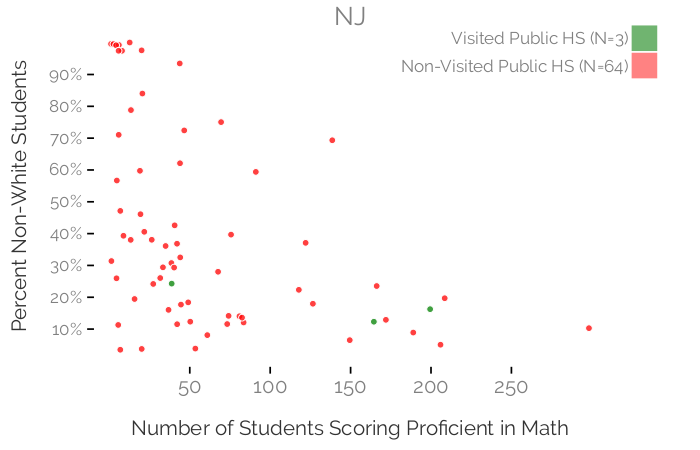 NJ
Visited Public HS (N=3)
Non-Visited Public HS (N=64)
Percent Non-White Students
90%
80%
70%
60%
50%
40%
30%
20%
10%
50 100 150 200 250
Number of Students Scoring Proficient in Math